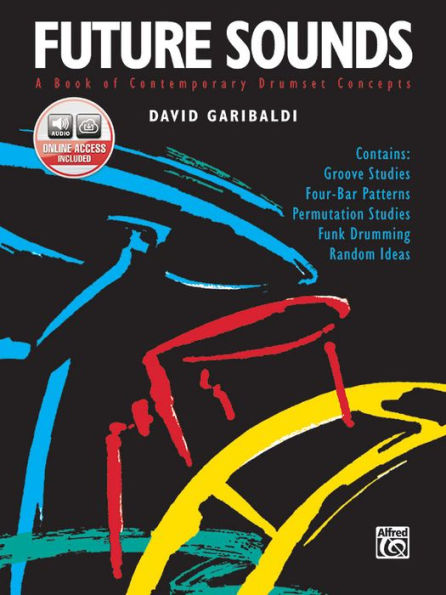 FUTURE SOUNDS
A Book of Contemporary Drumset Concepts
DAVID GARIBALDI
AUDIO
ONLINE ACCESS
INCLUDED
Contains:
Groove Studies
Four-Bar Patterns
Permutation Studies
Funk Drumming
Random Ideas
Alfred